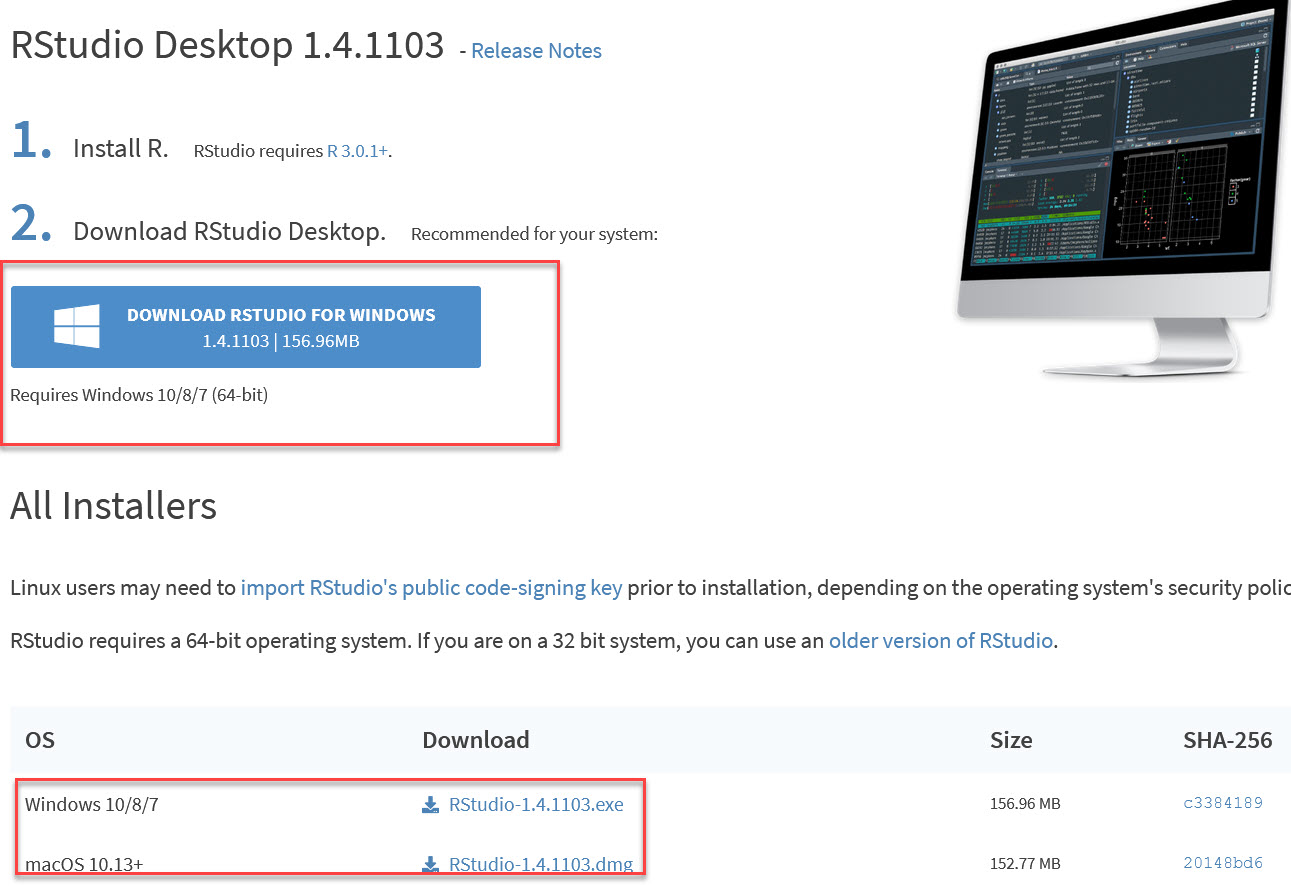 RStudio Desktop 1.4.1103 - Release Notes
1. Install R. RStudio requires R 3.0.1+.
2. Download RStudio Desktop. Recommended for your system:
DOWNLOAD RSTUDIO FOR WINDOWS
1.4.1103 | 156.96MB
Requires Windows 10/8/7 (64-bit)
All Installers
Linux users may need to import RStudio's public code-signing key prior to installation, depending on the operating system's security polic
RStudio requires a 64-bit operating system. If you are on a 32 bit system, you can use an older version of RStudio.
OS Download Size SHA-256
Windows 10/8/7 RStudio-1.4.1103.exe 156.96 MB c3384189
macOS 10.13+ RStudio-1.4.1103.dmg 152.77 MB 20148bd6